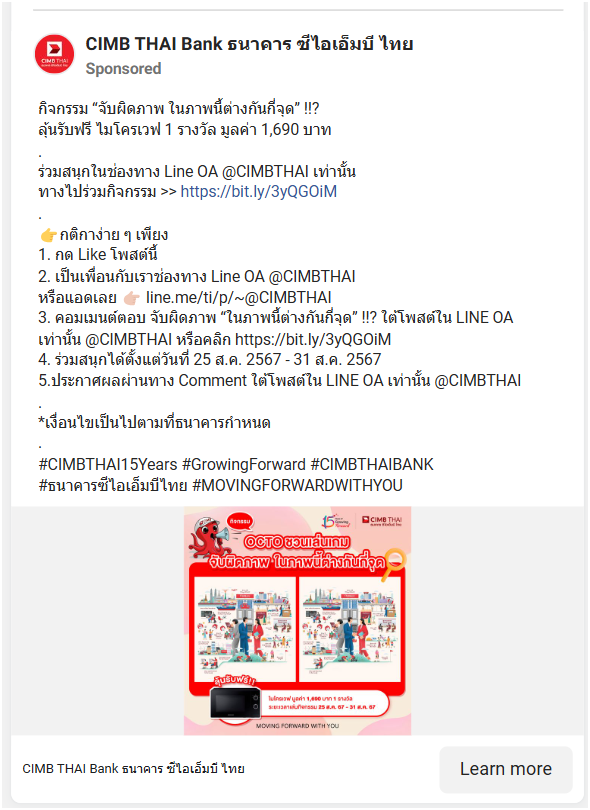 CIMB THAI Bank ธนาคาร ซีไอเอ็มบี ไทย
Sponsored
กิจกรรม “จับผิดภาพ ในภาพนี้ต่างกันกี่จุด” !!?
ลุ้นรับฟรี ไมโครเวฟ 1 รางวัล มูลค่า 1,690 บาท
.
ร่วมสนุกในช่องทาง Line OA @CIMBTHAI เท่านั้น
ทางไปร่วมกิจกรรม >> https://bit.ly/3yQGOiM
.
👉กติกาง่าย ๆ เพียง
1. กด Like โพสต์นี้
2. เป็นเพื่อนกับเราช่องทาง Line OA @CIMBTHAI
หรือแอดเลย 👉🏻 line.me/ti/p/~@CIMBTHAI
3. คอมเมนต์ตอบ จับผิดภาพ “ในภาพนี้ต่างกันกี่จุด” !!? ใต้โพสต์ใน LINE OA
เท่านั้น @CIMBTHAI หรือคลิก https://bit.ly/3yQGOiM
4. ร่วมสนุกได้ตั้งแต่วันที่ 25 ส.ค. 2567 - 31 ส.ค. 2567
5.ประกาศผลผ่านทาง Comment ใต้โพสต์ใน LINE OA เท่านั้น @CIMBTHAI
.
*เงื่อนไขเป็นไปตามที่ธนาคารกำหนด
.
#CIMBTHAI15Years #GrowingForward #CIMBTHAIBANK
#ธนาคารซีไอเอ็มบีไทย #MOVINGFORWARDWITHYOU
กิจกรรม
15
CIMB THAI
OCTO ชวนเล่นเกม
จับผิดภาพ ในภาพนี้ต่างกันกี่จุด
ลุ้นรับฟรี !!
ไมโครเวฟ มูลค่า 1,690 บาท 1 รางวัล
ระยะเวลาเล่นกิจกรรม 25 ส.ค. 67 - 31 ส.ค. 67
MOVING FORWARD WITH YOU
CIMB THAI Bank ธนาคาร ซีไอเอ็มบี ไทย
Learn more